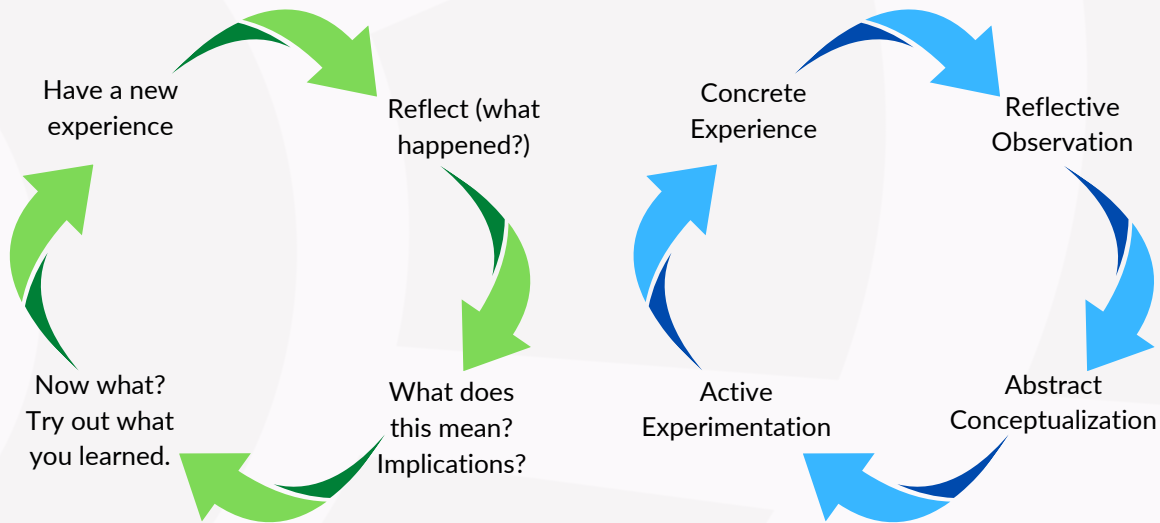 Have a new
experience
Reflect (what
happened?)
What does
this mean?
Implications?
Now what?
Try out what
you learned.
Concrete
Experience
Reflective
Observation
Abstract
Conceptualization
Active
Experimentation